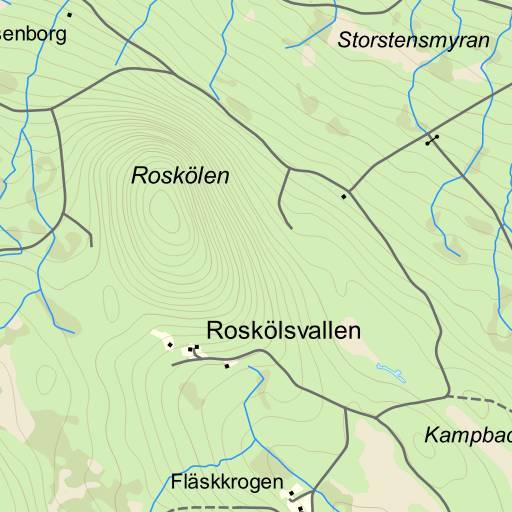 senborg
Storstensmyran
Roskölen
Roskölsvallen
Kampbac
Fläskkrogen